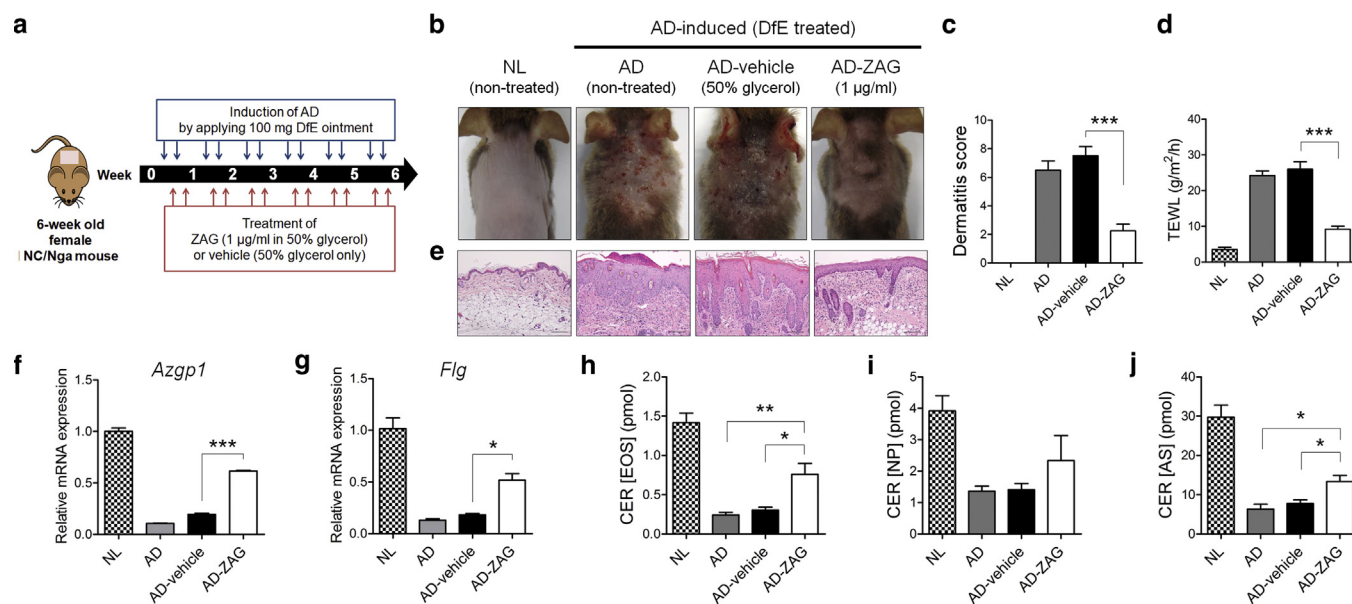 a
Induction of AD
by applying 100 mg DfE ointment
Week 0 1 2 3 4 5 6
Treatment of
ZAG (1 µg/ml in 50% glycerol)
or vehicle (50% glycerol only)
6-week old
female
NC/Nga mouse
b
AD-induced (DfE treated)
NL AD AD-vehicle AD-ZAG
(non-treated) (non-treated) (50% glycerol) (1 µg/ml)
e
c
Dermatitis score
10
8
6
4
2
0
***
NL AD AD-vehicle AD-ZAG
d
TEWL (g/m²/h)
40
30
20
10
0
***
NL AD AD-vehicle AD-ZAG
f
Azgp1
Relative mRNA expression
1.5
1.0
0.5
0.0
***
NL AD AD-vehicle AD-ZAG
g
Flg
Relative mRNA expression
1.5
1.0
0.5
0.0
*
NL AD AD-vehicle AD-ZAG
h
CER [EOS] (pmol)
2.0
1.5
1.0
0.5
0.0
**
*
NL AD AD-vehicle AD-ZAG
i
CER [NP] (pmol)
5
4
3
2
1
0
NL AD AD-vehicle AD-ZAG
j
CER [AS] (pmol)
40
30
20
10
0
*
*
NL AD AD-vehicle AD-ZAG